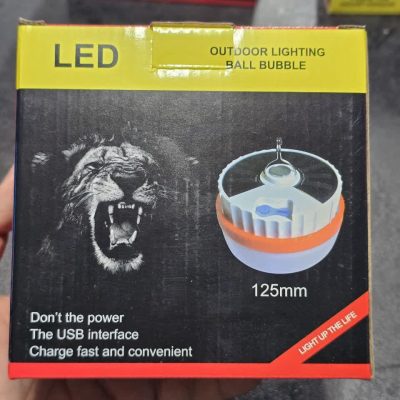 LED
OUTDOOR LIGHTING
BALL BUBBLE
125mm
Don't the power
The USB interface
Charge fast and convenient
LIGHT UP THE LIFE